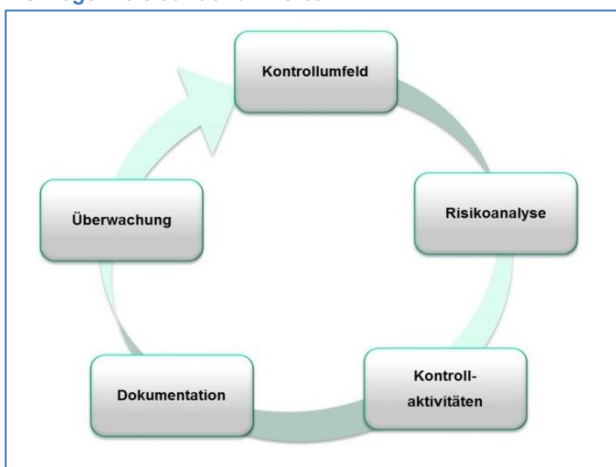 Kontrollumfeld
Risikoanalyse
Kontroll-
aktivitäten
Dokumentation
Überwachung